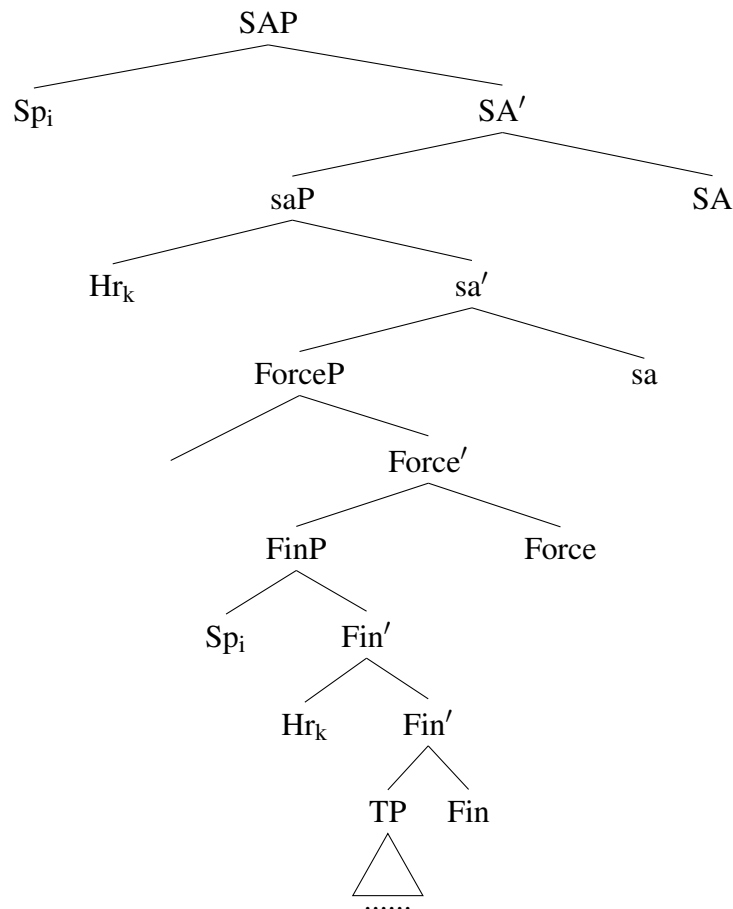 SAP
Spᵢ SA′
saP SA
Hrₖ sa′
ForceP sa
Force′
FinP Force
Spᵢ Fin′
Hrₖ Fin′
TP Fin
......